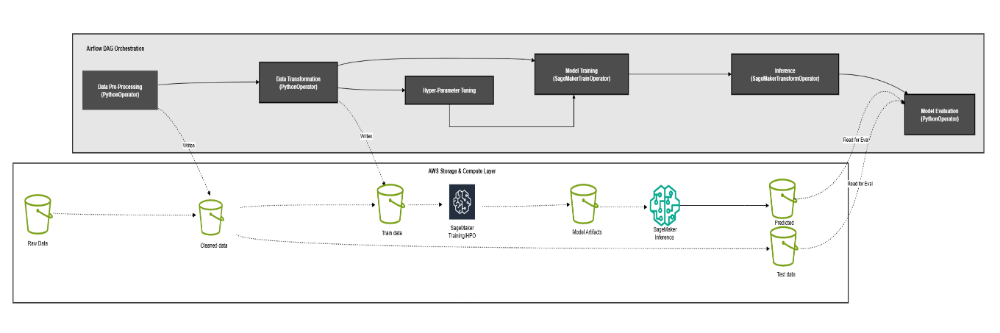 Airflow DAG Orchestration
Data Pre-Processing
(PythonOperator)
Data Transformation
(PythonOperator)
Hyper-Parameter Tuning
Model Training
(SageMakerTrainOperator)
Inference
(SageMakerTransformOperator)
Model Evaluation
(PythonOperator)
Writes
Writes
Read for Eval
Read for Eval
AWS Storage & Compute Layer
Raw Data
Cleaned data
Train data
SageMaker
Training/HPO
Model Artifacts
SageMaker
Inference
Predicted
Test data